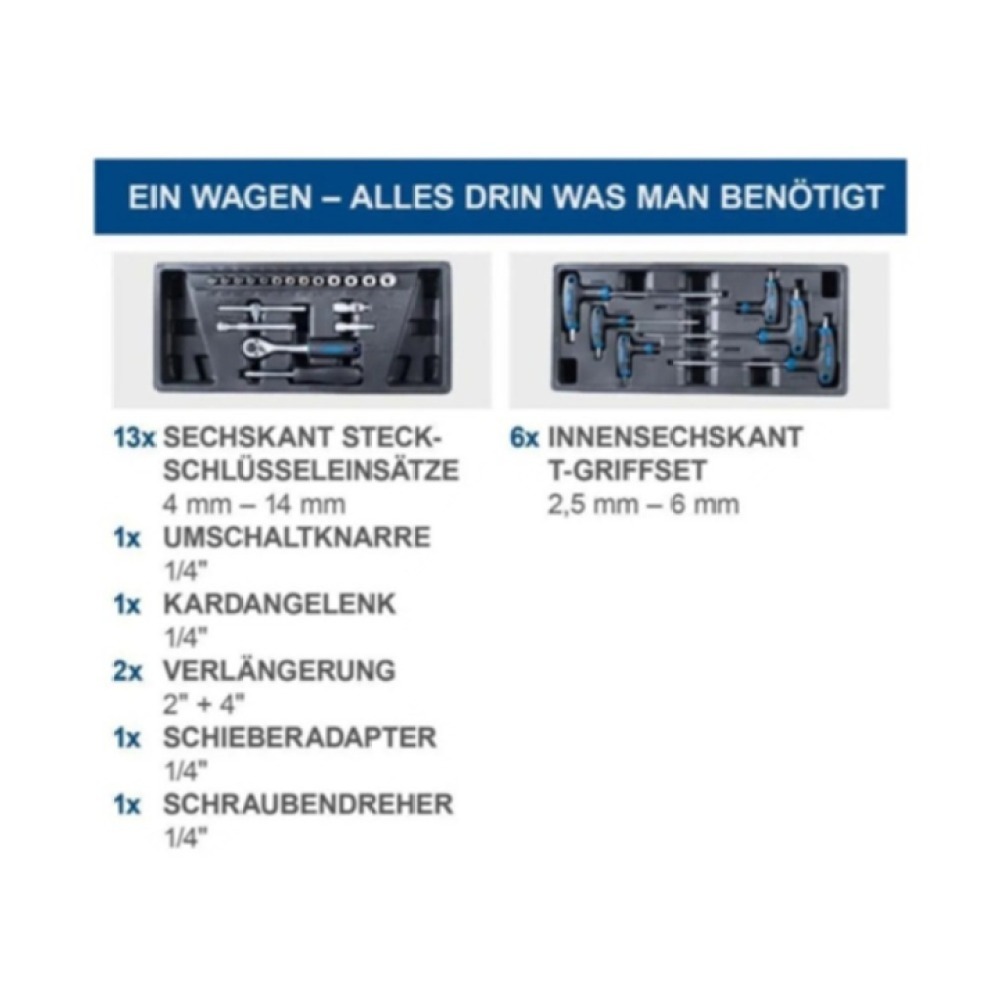 EIN WAGEN – ALLES DRIN WAS MAN BENÖTIGT
13x SECHSKANT STECK-
SCHLÜSSELEINSÄTZE
4 mm – 14 mm
1x UMSCHALTKNARRE
1/4"
1x KARDANGELENK
1/4"
2x VERLÄNGERUNG
2" + 4"
1x SCHIEBERADAPTER
1/4"
1x SCHRAUBENDREHER
1/4"
6x INNENSECHSKANT
T-GRIFFSET
2,5 mm – 6 mm